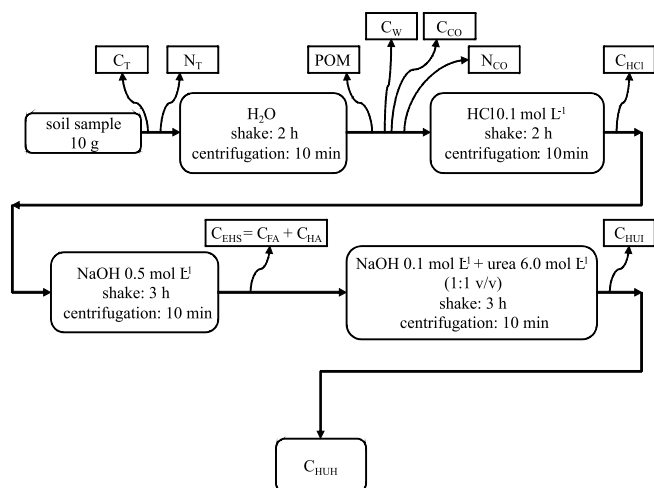 C_W
C_CO
C_T
N_T
POM
N_CO
C_HCl
soil sample
10 g
H₂O
shake: 2 h
centrifugation: 10 min
HCl0.1 mol L-1
shake: 2 h
centrifugation: 10min
C_EHS = C_FA + C_HA
C_HUI
NaOH 0.5 mol L-1
shake: 3 h
centrifugation: 10 min
NaOH 0.1 mol L-1 + urea 6.0 mol L-1
(1:1 v/v)
shake: 3 h
centrifugation: 10 min
C_HUH